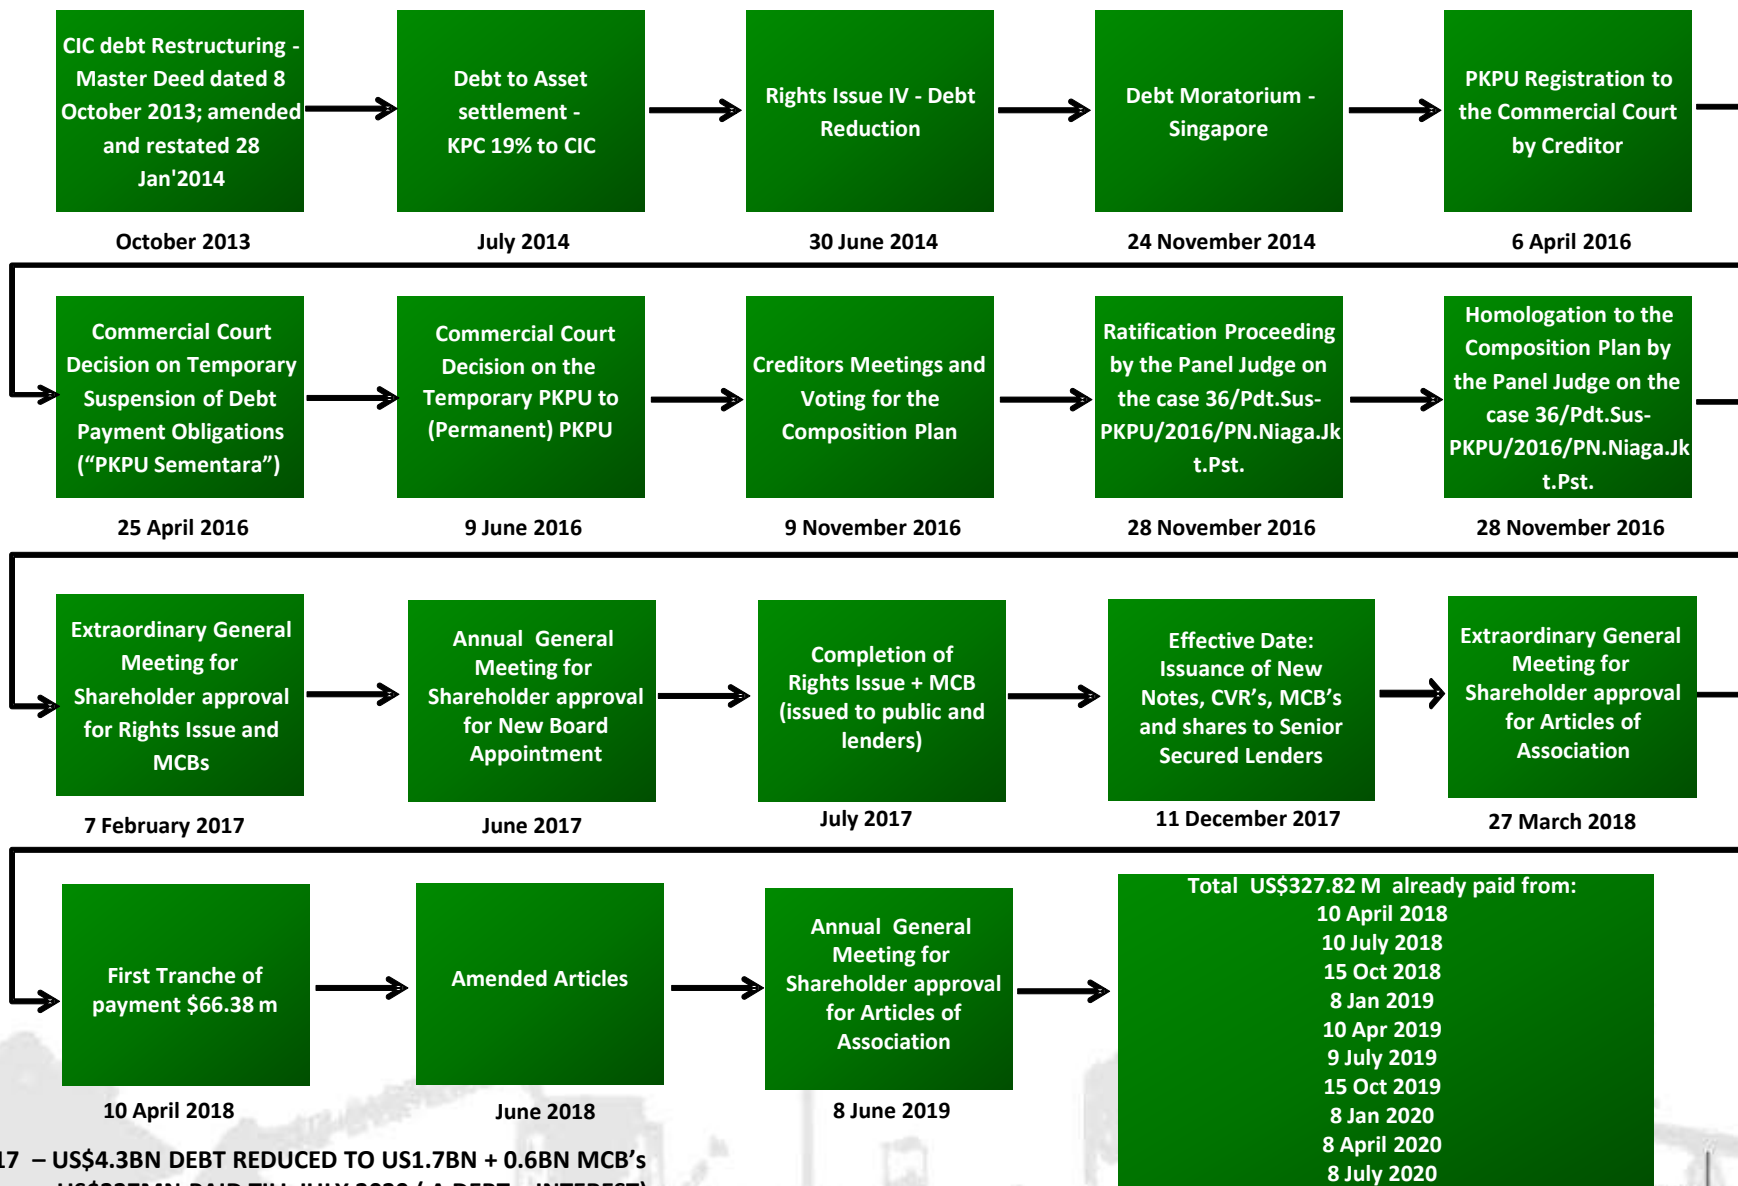 CIC debt Restructuring -
Master Deed dated 8
October 2013; amended
and restated 28
Jan'2014
October 2013
Debt to Asset
settlement -
KPC 19% to CIC
July 2014
Rights Issue IV - Debt
Reduction
30 June 2014
Debt Moratorium -
Singapore
24 November 2014
PKPU Registration to
the Commercial Court
by Creditor
6 April 2016
Commercial Court
Decision on Temporary
Suspension of Debt
Payment Obligations
(“PKPU Sementara”)
25 April 2016
Commercial Court
Decision on the
Temporary PKPU to
(Permanent) PKPU
9 June 2016
Creditors Meetings and
Voting for the
Composition Plan
9 November 2016
Ratification Proceeding
by the Panel Judge on
the case 36/Pdt.Sus-
PKPU/2016/PN.Niaga.Jk
t.Pst.
28 November 2016
Homologation to the
Composition Plan by
the Panel Judge on the
case 36/Pdt.Sus-
PKPU/2016/PN.Niaga.Jk
t.Pst.
28 November 2016
Extraordinary General
Meeting for
Shareholder approval
for Rights Issue and
MCBs
7 February 2017
Annual General
Meeting for
Shareholder approval
for New Board
Appointment
June 2017
Completion of
Rights Issue + MCB
(issued to public and
lenders)
July 2017
Effective Date:
Issuance of New
Notes, CVR’s, MCB’s
and shares to Senior
Secured Lenders
11 December 2017
Extraordinary General
Meeting for
Shareholder approval
for Articles of
Association
27 March 2018
First Tranche of
payment $66.38 m
10 April 2018
Amended Articles
June 2018
Annual General
Meeting for
Shareholder approval
for Articles of
Association
8 June 2019
Total US$327.82 M already paid from:
10 April 2018
10 July 2018
15 Oct 2018
8 Jan 2019
10 Apr 2019
9 July 2019
15 Oct 2019
8 Jan 2020
8 April 2020
8 July 2020
17 – US$4.3BN DEBT REDUCED TO US1.7BN + 0.6BN MCB’s
PAID TILL JULY 2020 ( A DEBT
INTEREST)